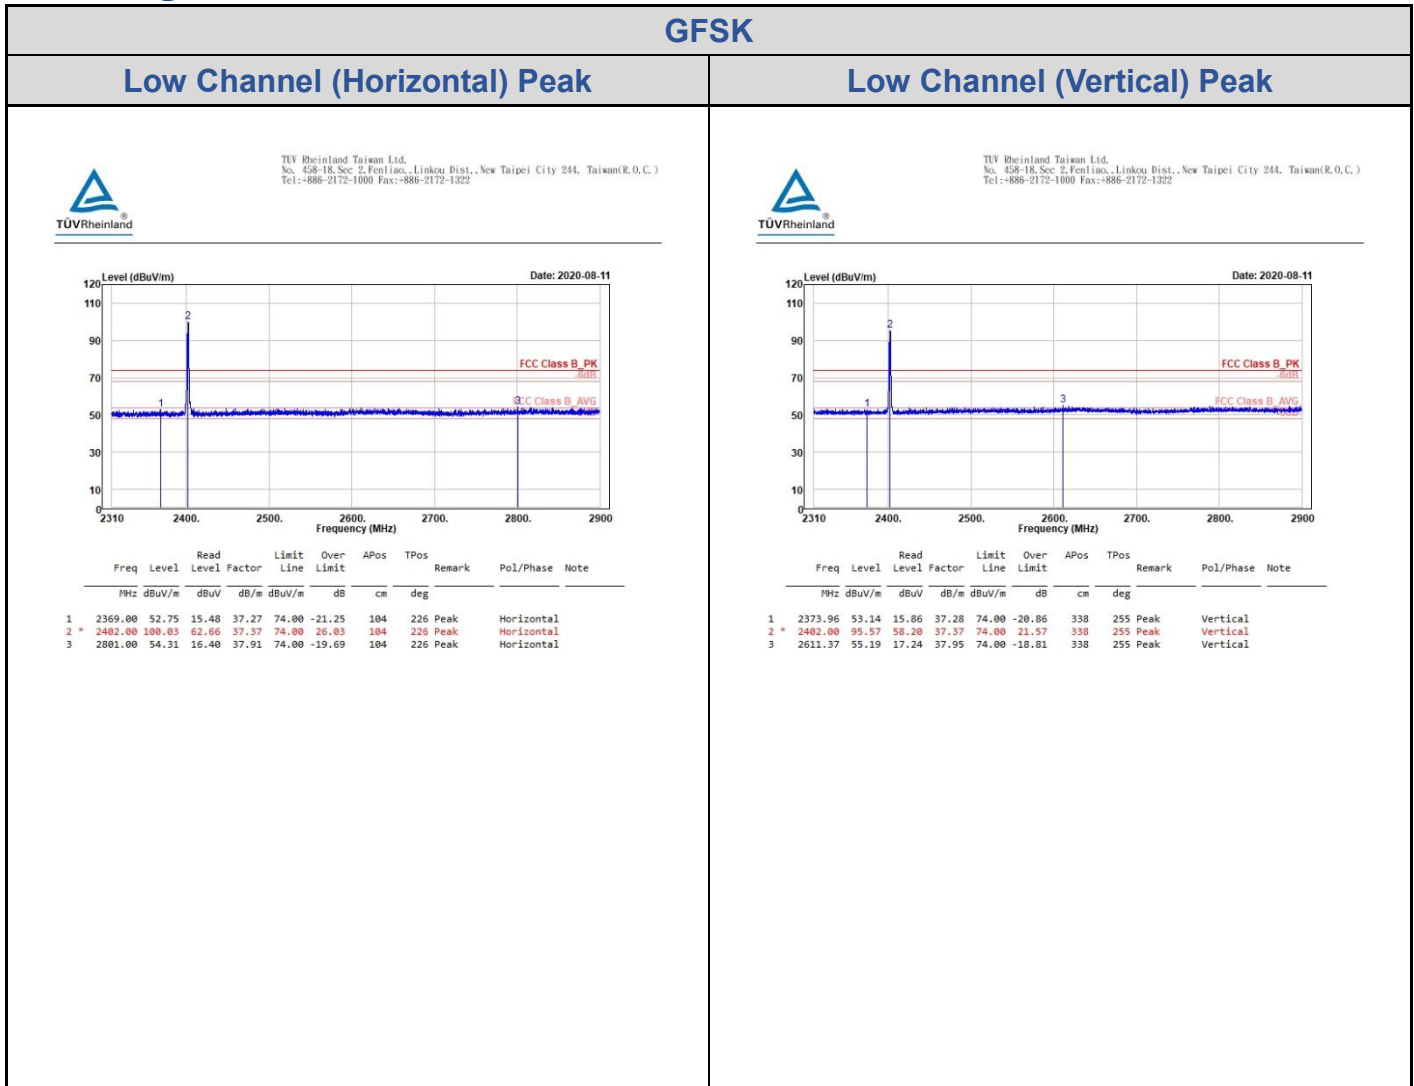 GFSK
Low Channel (Horizontal) Peak
Low Channel (Vertical) Peak
TÜVRheinland®
TUV Rheinland Taiwan Ltd.
No. 458-18.Sec 2.Fenliao..Linkou Dist..New Taipei City 244. Taiwan(R.O.C.)
Tel:+886-2172-1000 Fax:+886-2172-1322
Level (dBuV/m) Date: 2020-08-11
120
110
90
70
50
30
10
0
2
1
3
FCC Class B_PK
-6dB
FCC Class B_AVG
2310 2400. 2500. 2600. 2700. 2800. 2900
Frequency (MHz)
Read Limit Over APos TPos
Freq Level Level Factor Line Limit Remark Pol/Phase Note
MHz dBuV/m dBuV dB/m dBuV/m dB cm deg
1 2369.00 52.75 15.48 37.27 74.00 -21.25 104 226 Peak Horizontal
2 * 2402.00 100.03 62.66 37.37 74.00 26.03 104 226 Peak Horizontal
3 2801.00 54.31 16.40 37.91 74.00 -19.69 104 226 Peak Horizontal
TÜVRheinland®
TUV Rheinland Taiwan Ltd.
No. 458-18.Sec 2.Fenliao..Linkou Dist..New Taipei City 244. Taiwan(R.O.C.)
Tel:+886-2172-1000 Fax:+886-2172-1322
Level (dBuV/m) Date: 2020-08-11
120
110
90
70
50
30
10
0
2
1
3
FCC Class B_PK
-6dB
FCC Class B_AVG
-6dB
2310 2400. 2500. 2600. 2700. 2800. 2900
Frequency (MHz)
Read Limit Over APos TPos
Freq Level Level Factor Line Limit Remark Pol/Phase Note
MHz dBuV/m dBuV dB/m dBuV/m dB cm deg
1 2373.96 53.14 15.86 37.28 74.00 -20.86 338 255 Peak Vertical
2 * 2402.00 95.57 58.20 37.37 74.00 21.57 338 255 Peak Vertical
3 2611.37 55.19 17.24 37.95 74.00 -18.81 338 255 Peak Vertical